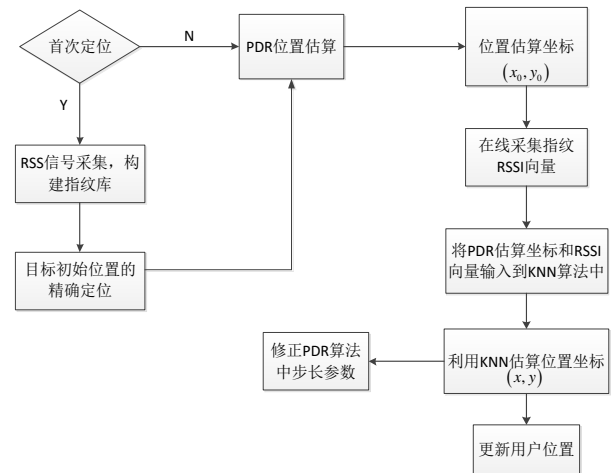 首次定位
N
PDR位置估算
位置估算坐标
(x₀, y₀)
Y
RSS信号采集，构
建指纹库
目标初始位置的
精确定位
在线采集指纹
RSSI向量
将PDR估算坐标和RSSI
向量输入到KNN算法中
修正PDR算法
中步长参数
利用KNN估算位置坐标
(x, y)
更新用户位置